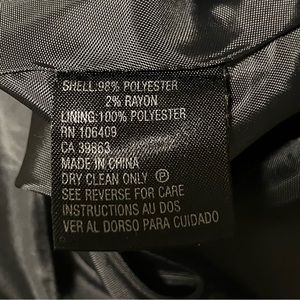 SHELL:98% POLYESTER
2% RAYON
LINING:100% POLYESTER
RN 106409
CA 39863
MADE IN CHINA
DRY CLEAN ONLY Ⓟ
SEE REVERSE FOR CARE
INSTRUCTIONS AU DOS
VER AL DORSO PARA CUIDADO